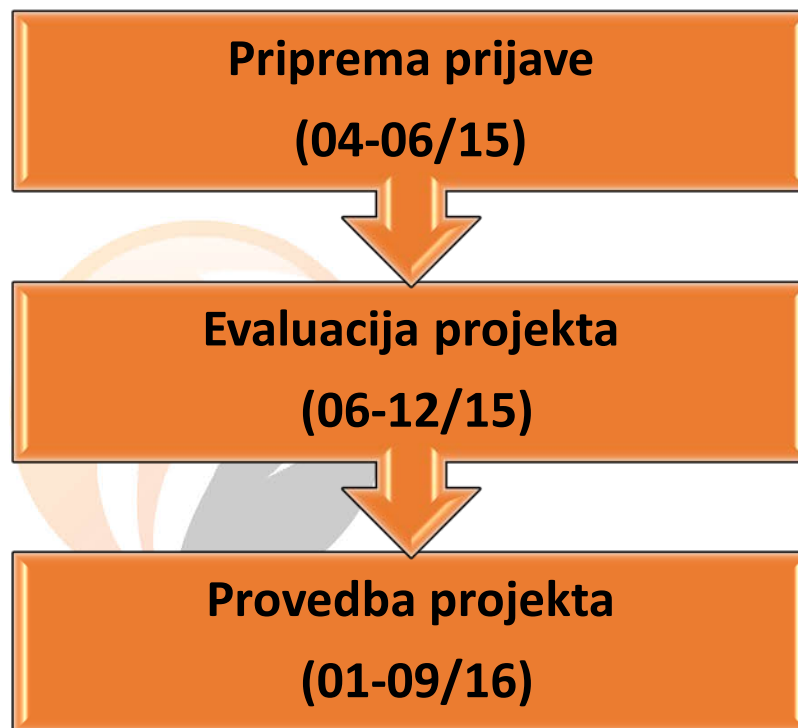 Priprema prijave
(04-06/15)
Evaluacija projekta
(06-12/15)
Provedba projekta
(01-09/16)